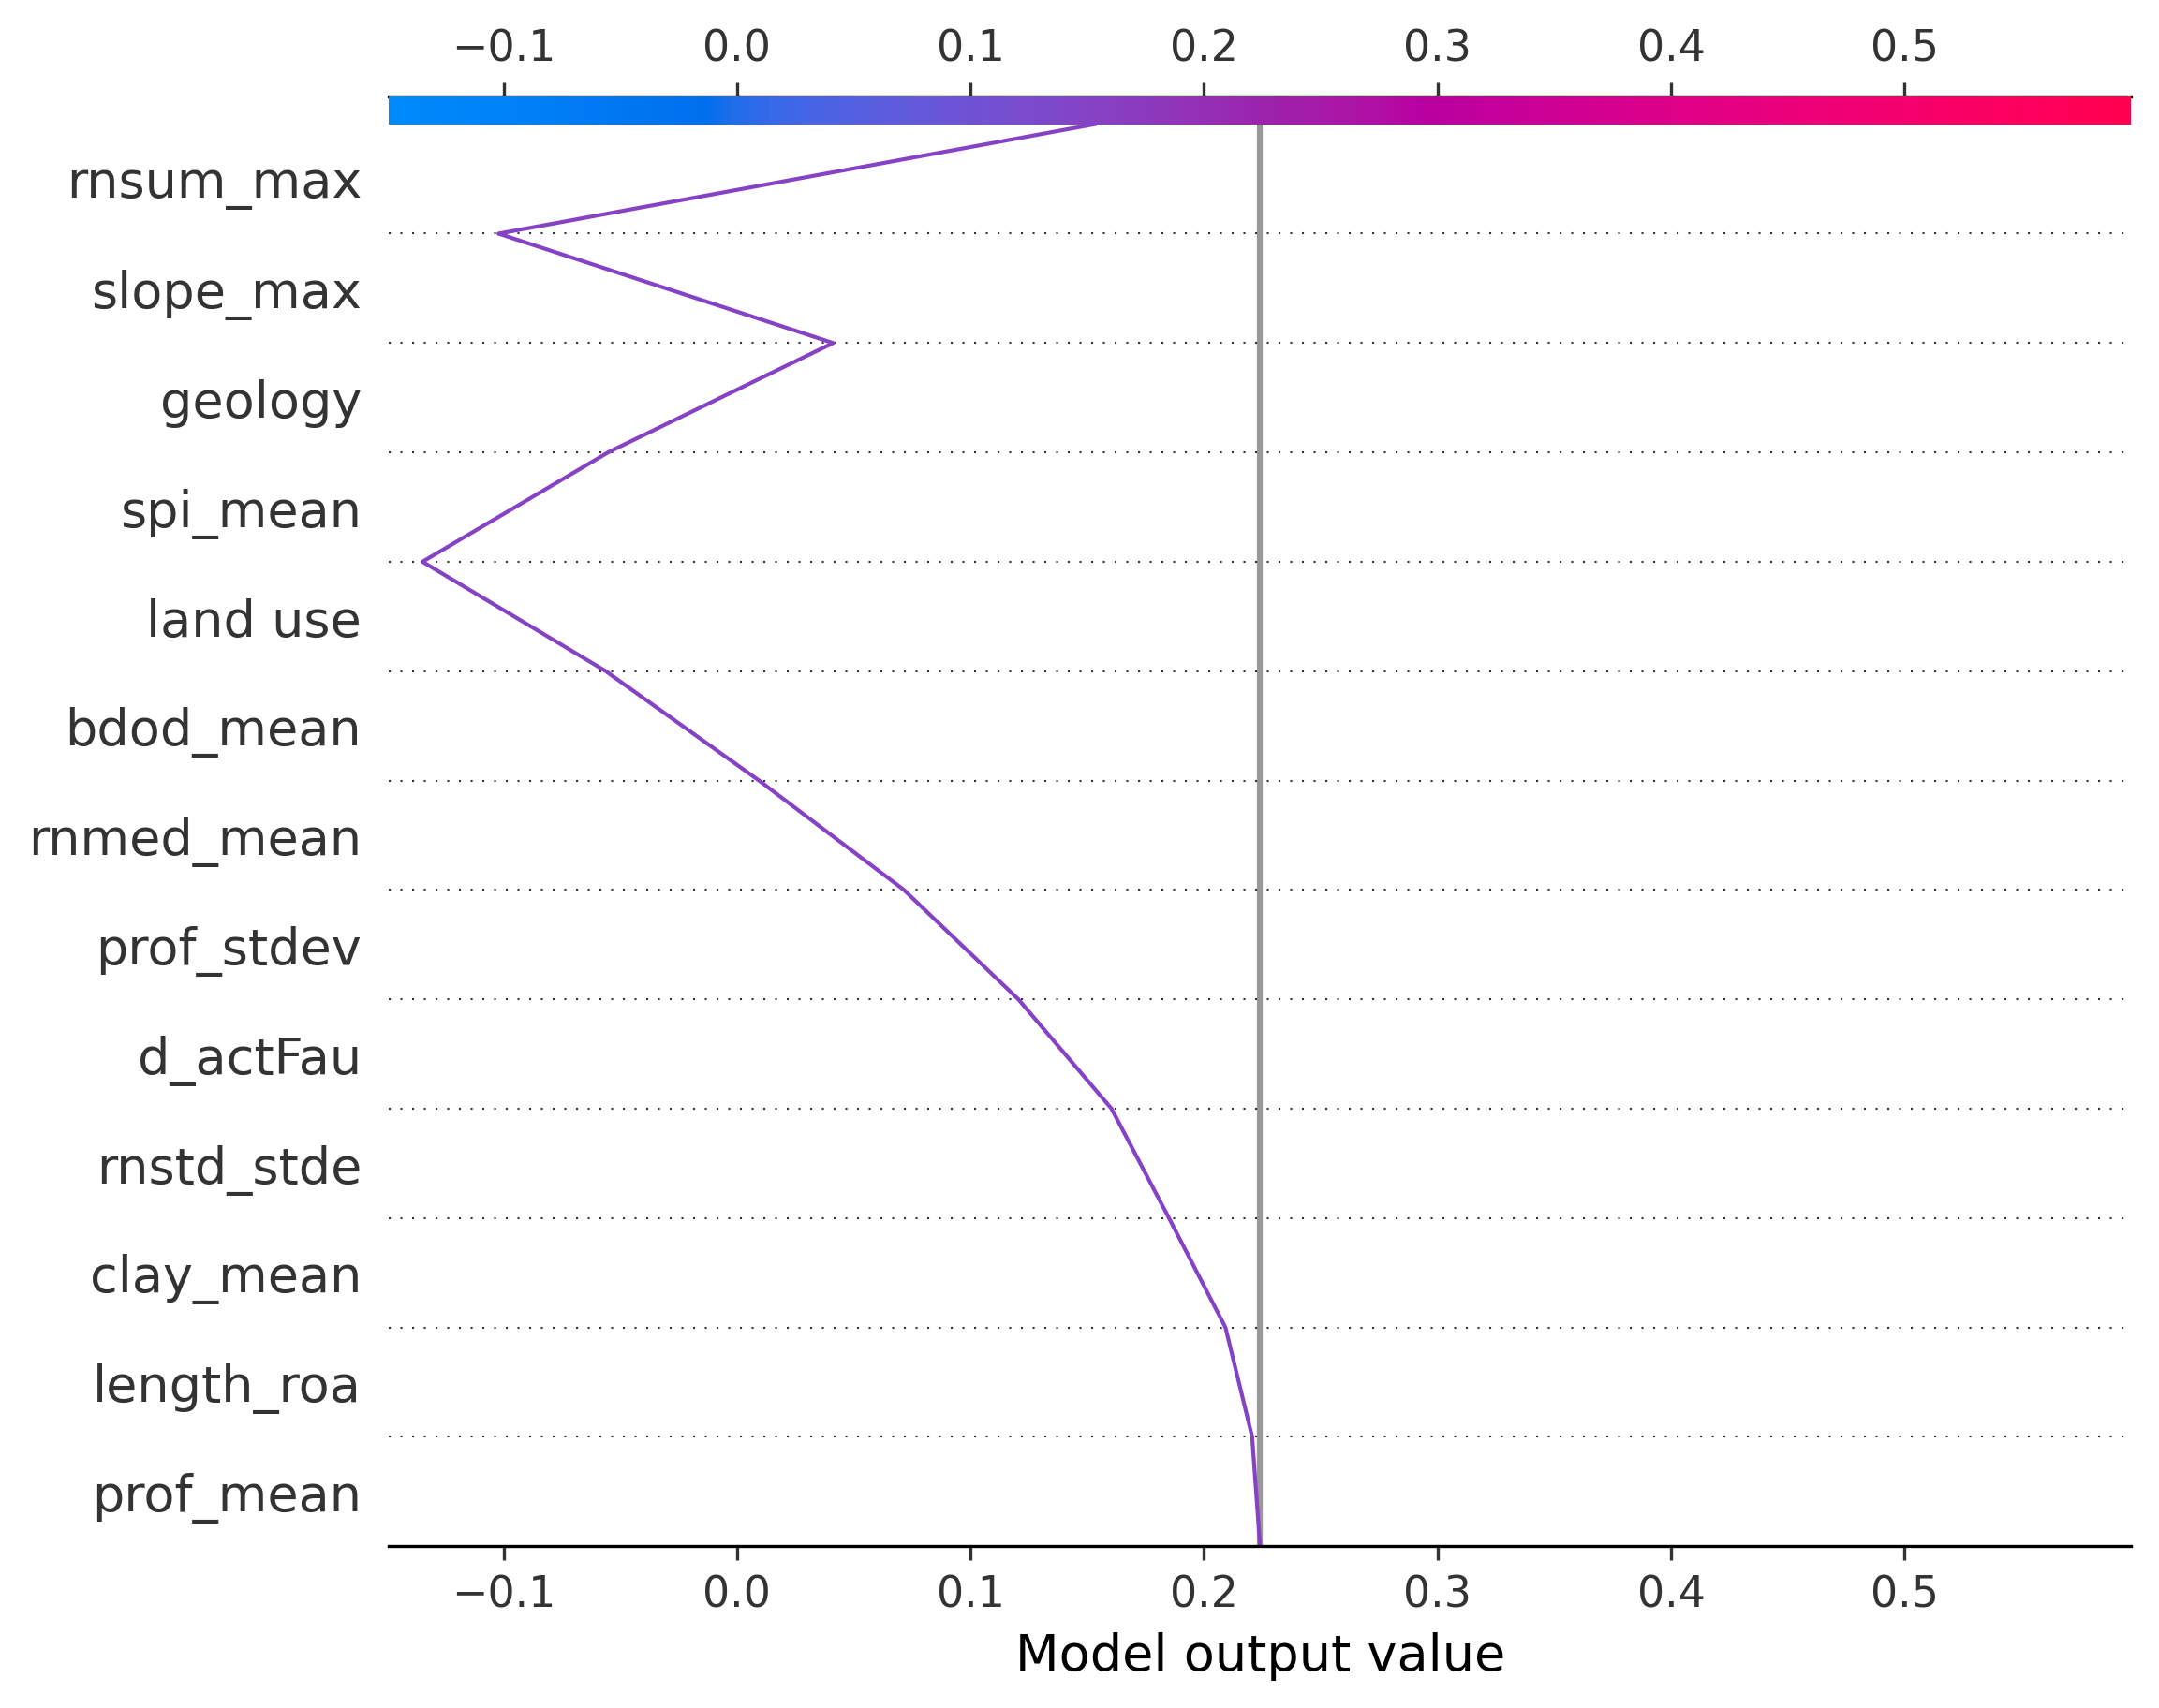 −0.1 0.0 0.1 0.2 0.3 0.4 0.5
rnsum_max
slope_max
geology
spi_mean
land use
bdod_mean
rnmed_mean
prof_stdev
d_actFau
rnstd_stde
clay_mean
length_roa
prof_mean
−0.1 0.0 0.1 0.2 0.3 0.4 0.5
Model output value